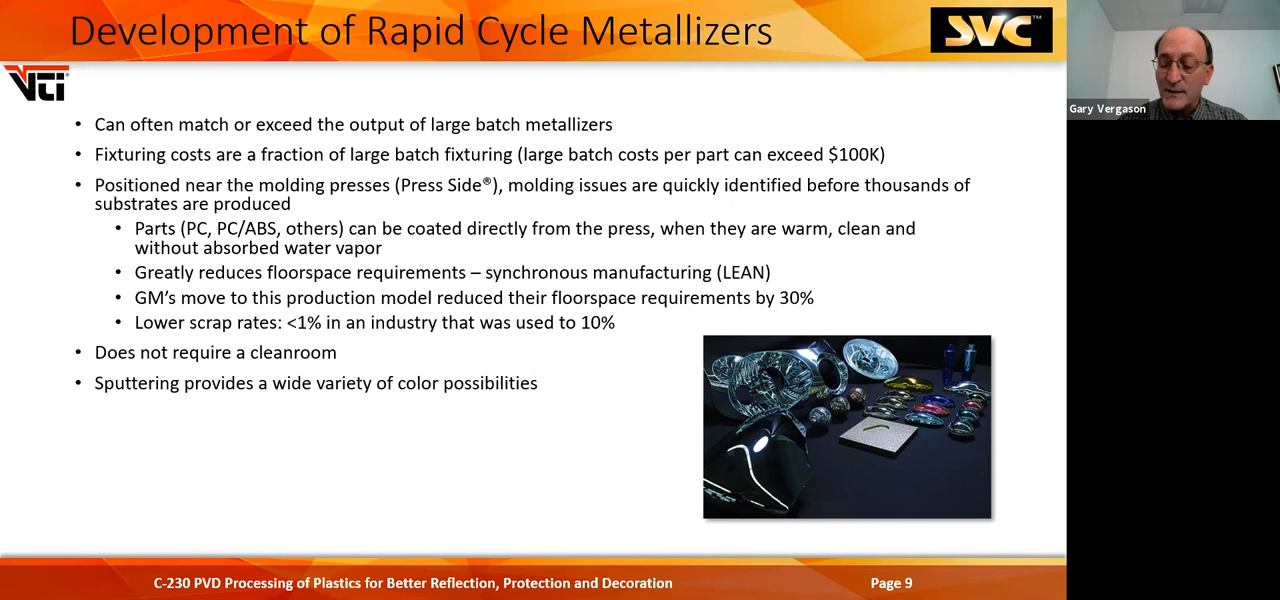 Development of Rapid Cycle Metallizers
SVC™
VTi®
Gary Vergason
• Can often match or exceed the output of large batch metallizers
• Fixturing costs are a fraction of large batch fixturing (large batch costs per part can exceed $100K)
• Positioned near the molding presses (Press Side®), molding issues are quickly identified before thousands of
substrates are produced
• Parts (PC, PC/ABS, others) can be coated directly from the press, when they are warm, clean and
without absorbed water vapor
• Greatly reduces floorspace requirements – synchronous manufacturing (LEAN)
• GM's move to this production model reduced their floorspace requirements by 30%
• Lower scrap rates: <1% in an industry that was used to 10%
• Does not require a cleanroom
• Sputtering provides a wide variety of color possibilities
C-230 PVD Processing of Plastics for Better Reflection, Protection and Decoration
Page 9